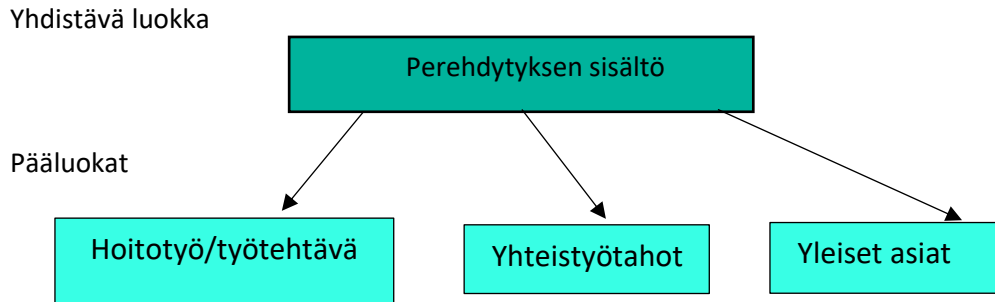 Yhdistävä luokka
Perehdytyksen sisältö
Pääluokat
Hoitotyö/työtehtävä
Yhteistyötahot
Yleiset asiat